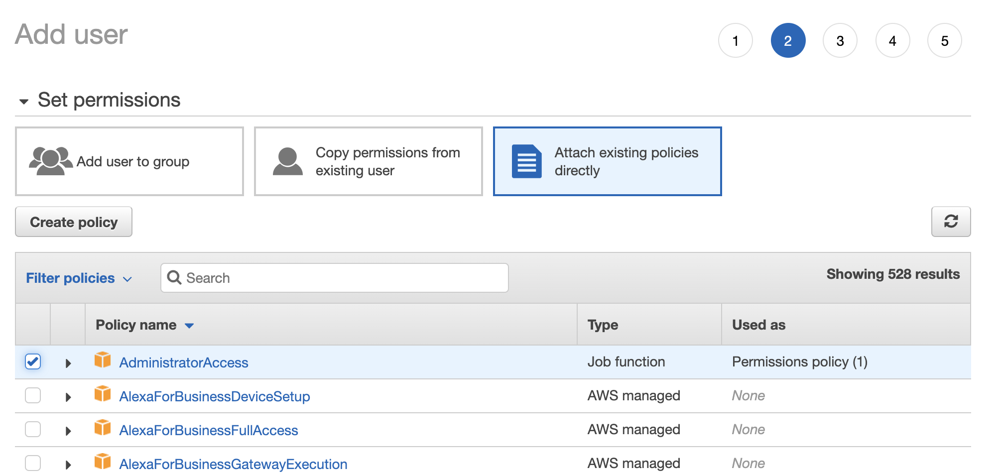 Add user
1 2 3 4 5
Set permissions
Add user to group
Copy permissions from
existing user
Attach existing policies
directly
Create policy
Filter policies
Search
Showing 528 results
Policy name Type Used as
AdministratorAccess Job function Permissions policy (1)
AlexaForBusinessDeviceSetup AWS managed None
AlexaForBusinessFullAccess AWS managed None
AlexaForBusinessGatewayExecution AWS managed None